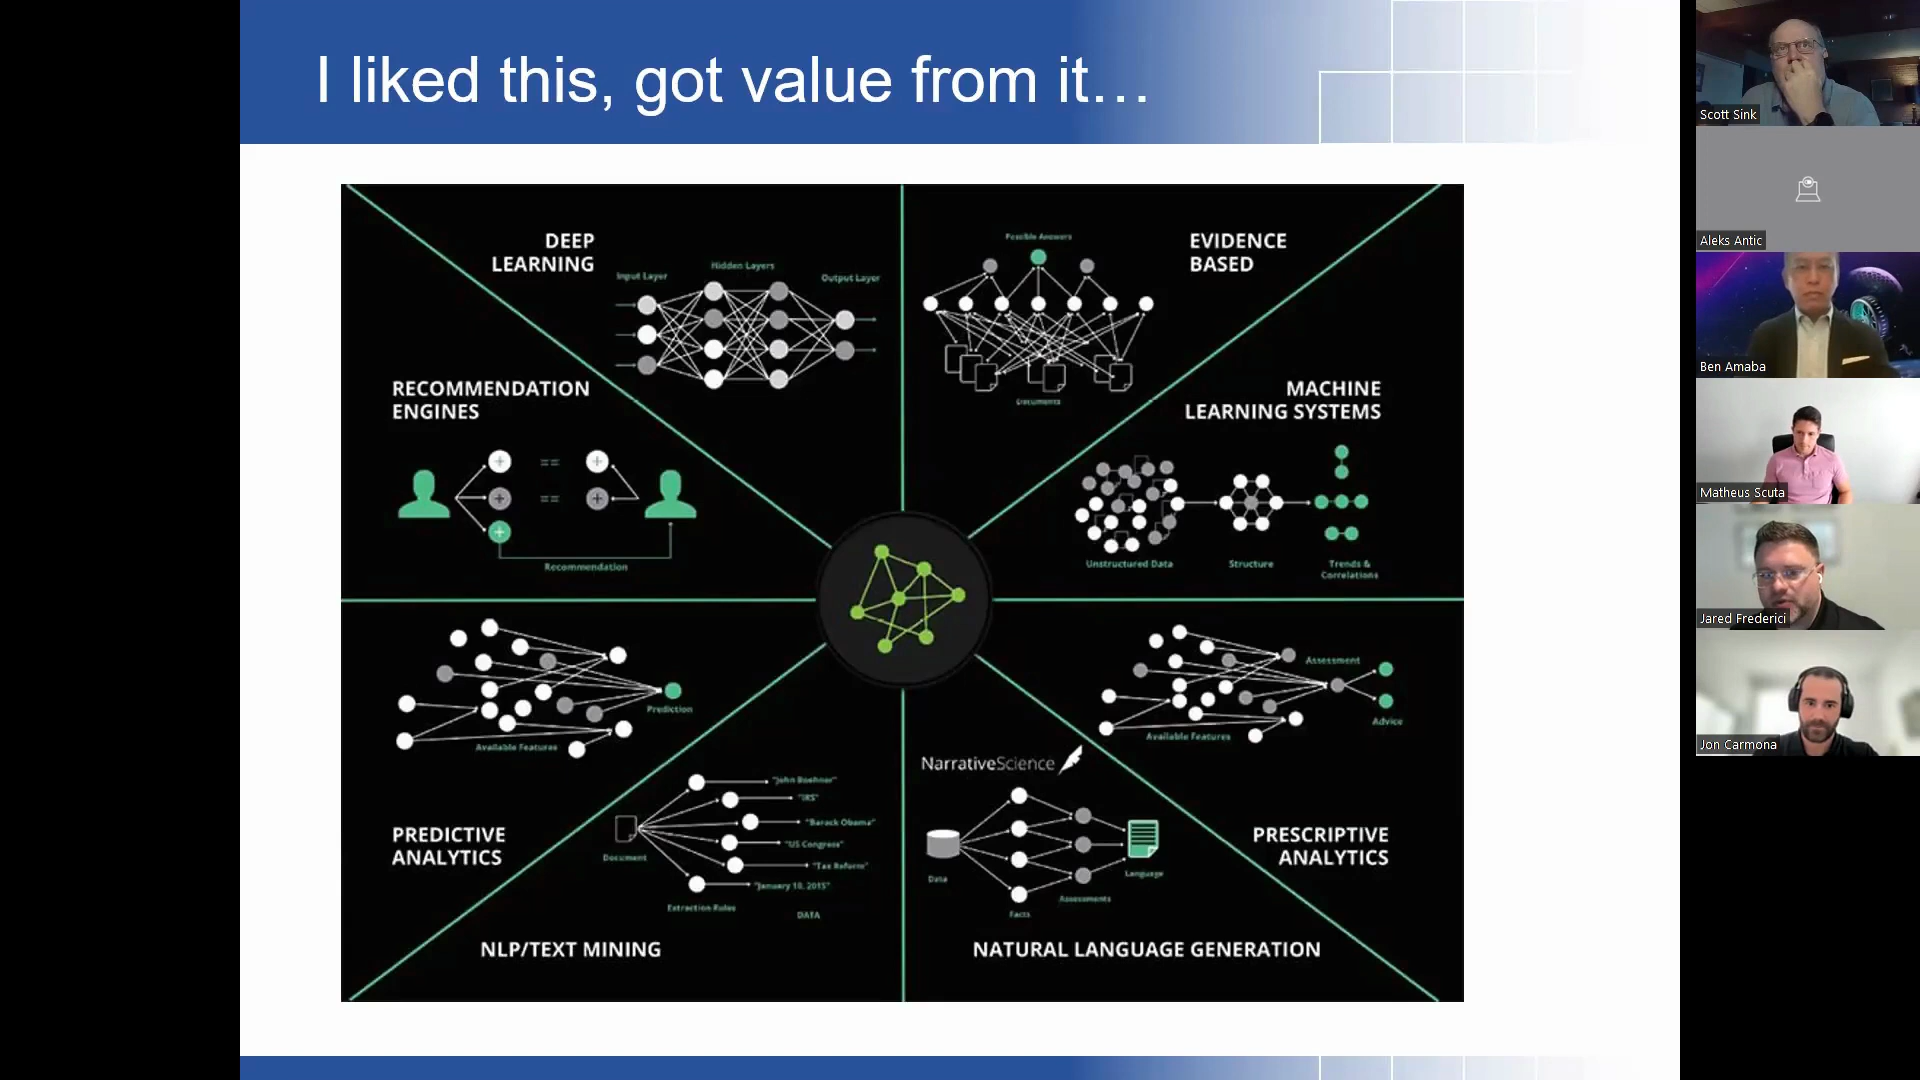 I liked this, got value from it…
DEEP
LEARNING
Input Layer
Hidden Layers
Output Layer
Possible Answers
Documents
EVIDENCE
BASED
RECOMMENDATION
ENGINES
==
==
Recommendation
MACHINE
LEARNING SYSTEMS
Unstructured Data
Structure
Trends &
Correlations
Prediction
Available Features
PREDICTIVE
ANALYTICS
Assessment
Advice
Available Features
PRESCRIPTIVE
ANALYTICS
Document
"John Boehner"
"IRS"
"Barack Obama"
"US Congress"
"Tax Reform"
"January 10, 2015"
Extraction Rules
DATA
NLP/TEXT MINING
NarrativeScience
Data
Facts
Assessments
Language
NATURAL LANGUAGE GENERATION
Scott Sink
Aleks Antic
Ben Amaba
Matheus Scuta
Jared Frederici
Jon Carmona